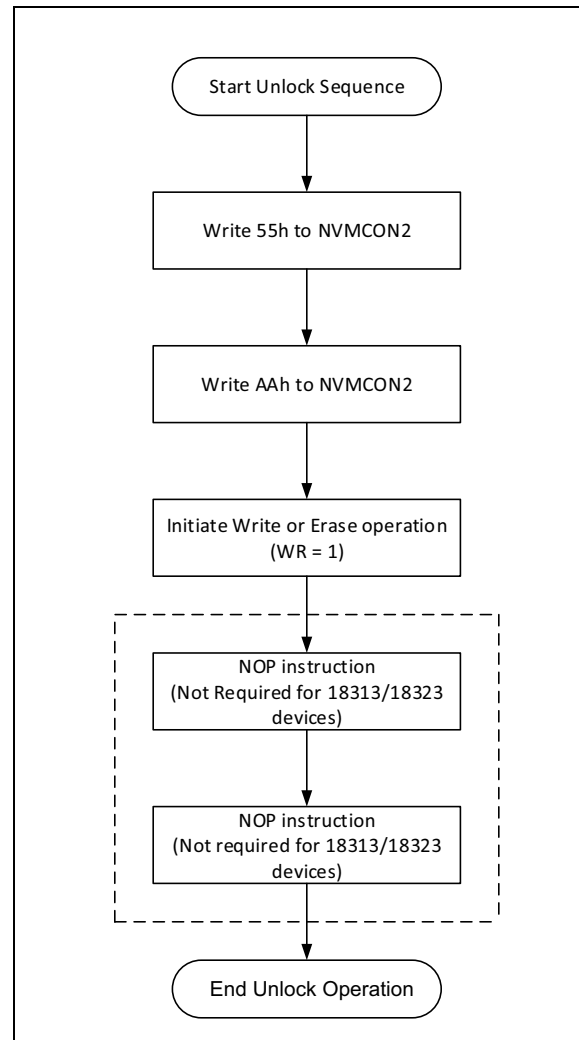 Start Unlock Sequence
Write 55h to NVMCON2
Write AAh to NVMCON2
Initiate Write or Erase operation
(WR = 1)
NOP instruction
(Not Required for 18313/18323
devices)
NOP instruction
(Not required for 18313/18323
devices)
End Unlock Operation